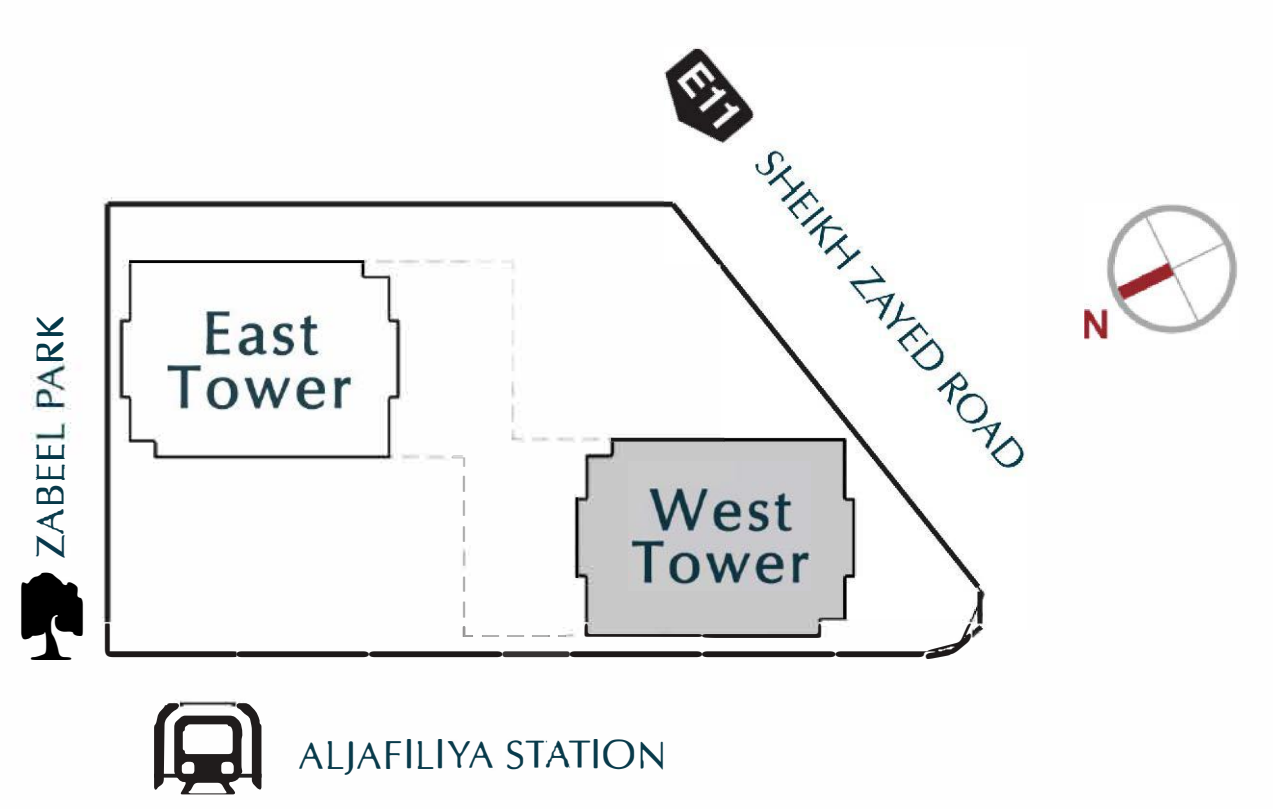 E11
SHEIKH ZAYED ROAD
East
Tower
N
ZABEEL PARK
West
Tower
ALJAFILIYA STATION